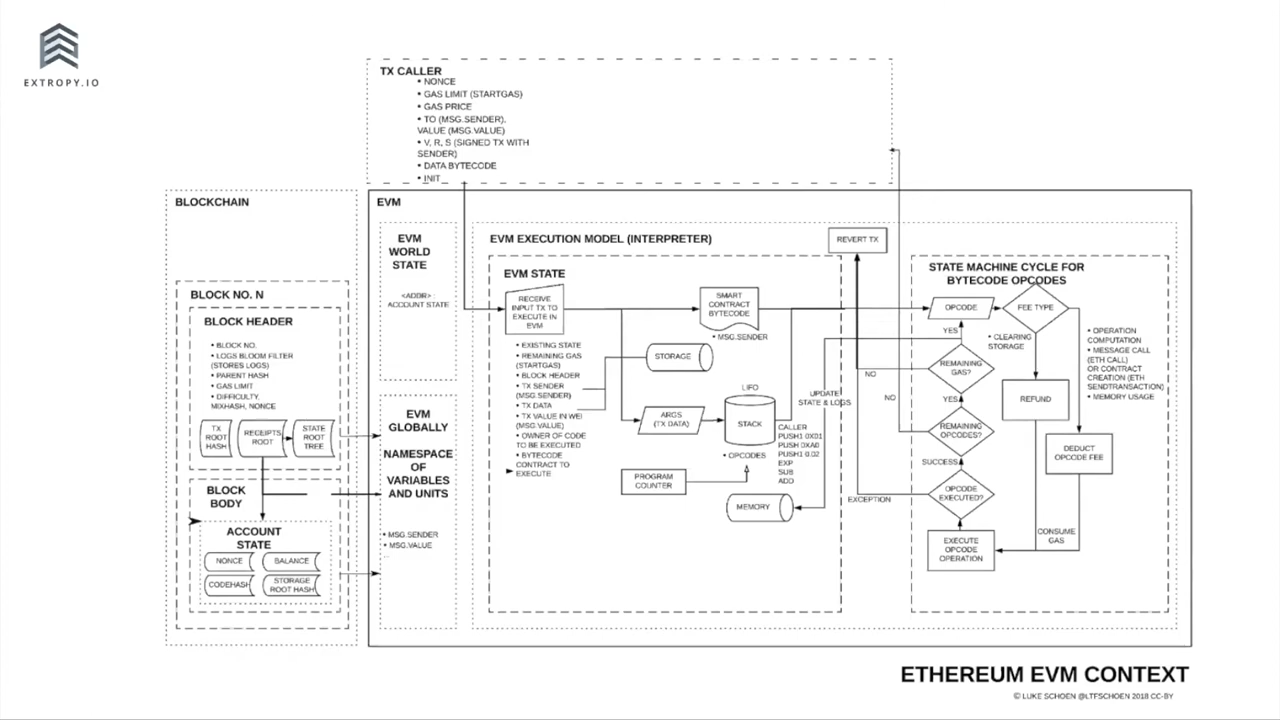 EXTROPY.IO
TX CALLER
• NONCE
• GAS LIMIT (STARTGAS)
• GAS PRICE
• TO (MSG.SENDER),
VALUE (MSG.VALUE)
• V, R, S (SIGNED TX WITH
SENDER)
• DATA BYTECODE
• INIT
BLOCKCHAIN
BLOCK NO. N
BLOCK HEADER
• BLOCK NO.
• LOGS BLOOM FILTER
(STORES LOGS)
• PARENT HASH
• GAS LIMIT
• DIFFICULTY,
MIXHASH, NONCE
TX
ROOT
HASH
RECEIPTS
ROOT
STATE
ROOT
TREE
BLOCK
BODY
ACCOUNT
STATE
NONCE
BALANCE
CODEHASH
STORAGE
ROOT HASH
EVM
EVM
WORLD
STATE
<ADDR> :
ACCOUNT STATE
EVM
GLOBALLY
NAMESPACE
OF
VARIABLES
AND UNITS
• MSG.SENDER
• MSG.VALUE
EVM EXECUTION MODEL (INTERPRETER)
EVM STATE
RECEIVE
INPUT TX TO
EXECUTE IN
EVM
• EXISTING STATE
• REMAINING GAS
(STARTGAS)
• BLOCK HEADER
• TX SENDER
(MSG.SENDER)
• TX DATA
• TX VALUE IN WEI
(MSG.VALUE)
• OWNER OF CODE
TO BE EXECUTED
• BYTECODE
CONTRACT TO
EXECUTE
SMART
CONTRACT
BYTECODE
• MSG.SENDER
STORAGE
ARGS
(TX DATA)
LIFO
STACK
• OPCODES
PROGRAM
COUNTER
MEMORY
UPDATE
STATE & LOGS
CALLER
PUSH1 0X01
PUSH 0XA0
PUSH1 0.02
EXP
SUB
ADD
REVERT TX
NO
NO
EXCEPTION
STATE MACHINE CYCLE FOR
BYTECODE OPCODES
OPCODE
FEE TYPE
YES
• CLEARING
STORAGE
• OPERATION
COMPUTATION
• MESSAGE CALL
(ETH CALL)
OR CONTRACT
CREATION (ETH
SENDTRANSACTION)
• MEMORY USAGE
REMAINING
GAS?
YES
REFUND
REMAINING
OPCODES?
SUCCESS
DEDUCT
OPCODE FEE
OPCODE
EXECUTED?
CONSUME
GAS
EXECUTE
OPCODE
OPERATION
ETHEREUM EVM CONTEXT
© LUKE SCHOEN @LTFSCHOEN 2018 CC-BY